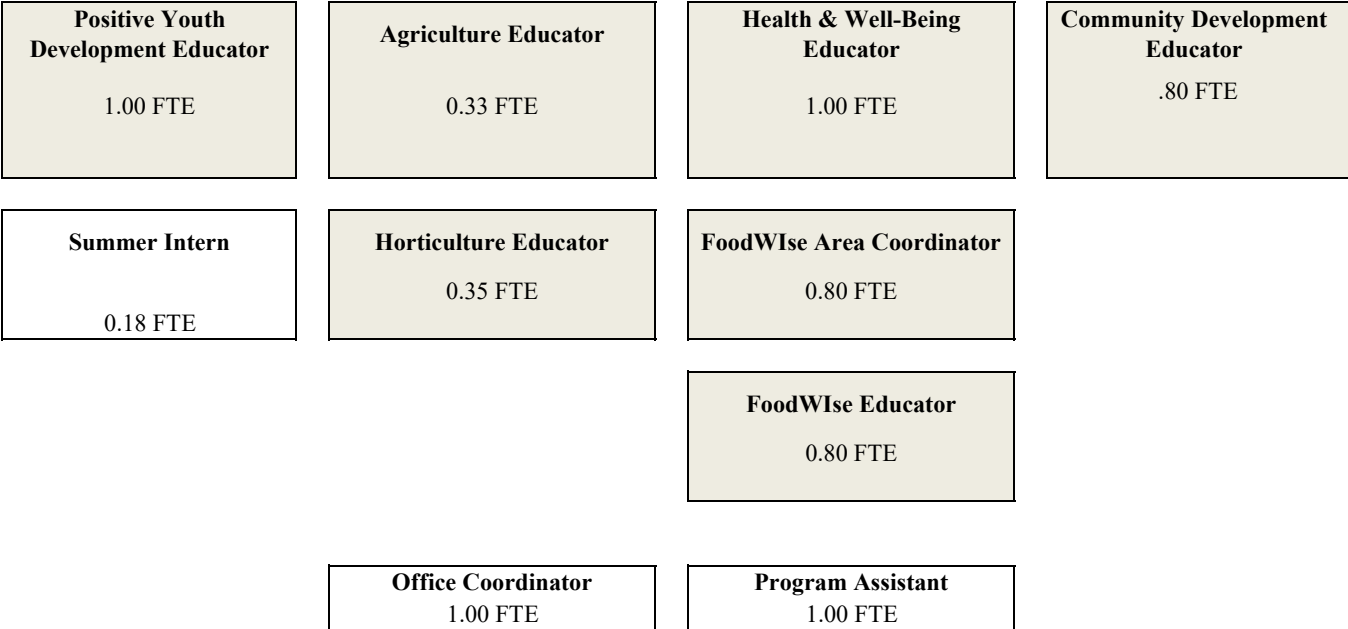 Positive Youth
Development Educator
1.00 FTE
Agriculture Educator
0.33 FTE
Health & Well-Being
Educator
1.00 FTE
Community Development
Educator
.80 FTE
Summer Intern
0.18 FTE
Horticulture Educator
0.35 FTE
FoodWIse Area Coordinator
0.80 FTE
FoodWIse Educator
0.80 FTE
Office Coordinator
1.00 FTE
Program Assistant
1.00 FTE